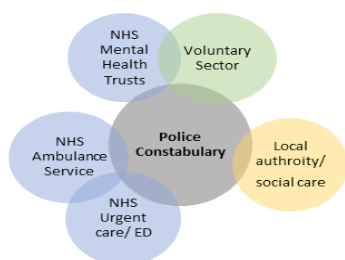 NHS
Mental
Health
Trusts
Voluntary
Sector
Police
Constabulary
NHS
Ambulance
Service
Local
authroity/
social care
NHS
Urgent
care/ ED